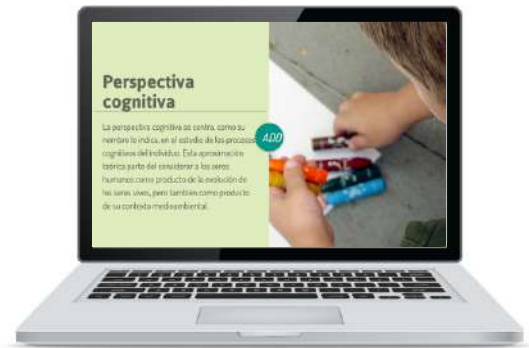 Perspectiva
cognitiva
La perspectiva cognitiva se centra, como su
nombre lo indica, en el estudio de los procesos
cognitivos del individuo. Esta aproximación
teórica parte del considerar a los seres
humanos como producto de la evolución de
los seres vivos, pero también como producto
de su contexto medioambiental.
ADD